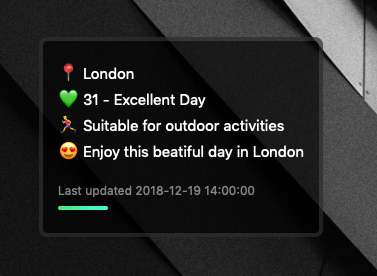 London
31 - Excellent Day
Suitable for outdoor activities
Enjoy this beatiful day in London
Last updated 2018-12-19 14:00:00